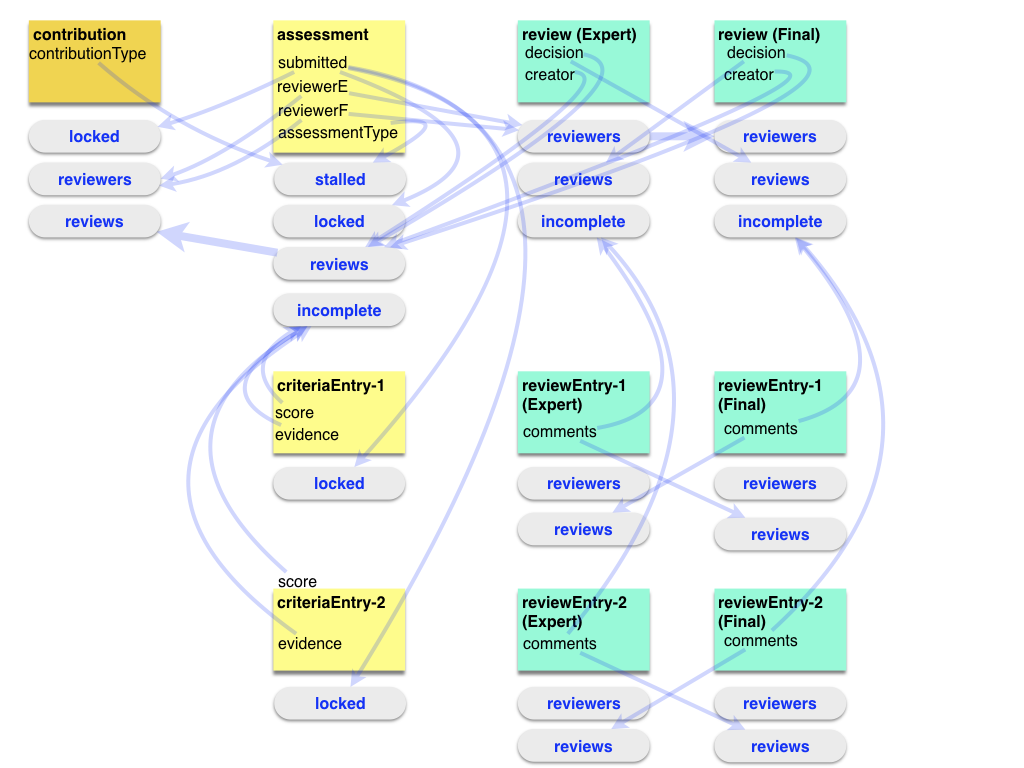 contribution
contributionType
locked
reviewers
reviews
assessment
submitted
reviewerE
reviewerF
assessmentType
stalled
locked
reviews
incomplete
review (Expert)
decision
creator
reviewers
reviews
incomplete
review (Final)
decision
creator
reviewers
reviews
incomplete
criteriaEntry-1
score
evidence
locked
reviewEntry-1
(Expert)
comments
reviewers
reviews
reviewEntry-1
(Final)
comments
reviewers
reviews
score
criteriaEntry-2
evidence
locked
reviewEntry-2
(Expert)
comments
reviewers
reviews
reviewEntry-2
(Final)
comments
reviewers
reviews